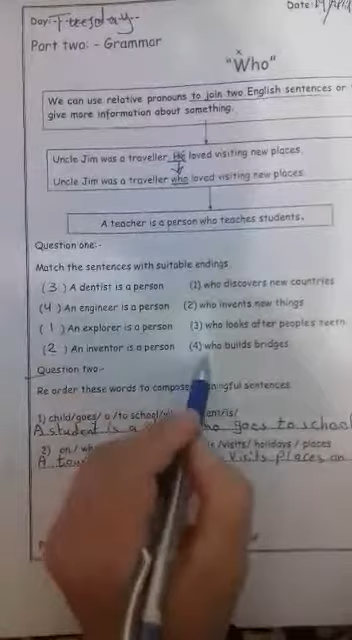 Day:- Tuesday - Date: 
Part two: - Grammar
x
"Who"
We can use relative pronouns to join two English sentences or
give more information about something.
Uncle Jim was a traveller. He loved visiting new places.
Uncle Jim was a traveller who loved visiting new places
A teacher is a person who teaches students.
Question one:-
Match the sentences with suitable endings
( 3 ) A dentist is a person (1) who discovers new countries
( 4 ) An engineer is a person (2) who invents new things
( 1 ) An explorer is a person (3) who looks after peoples teeth
( 2 ) An inventor is a person (4) who builds bridges
Question two:-
Re order these words to compose meaningful sentences
1) child/goes/ a /to school/
A student is a who goes to school
2) on / /visits/ holidays / places
A visits places on